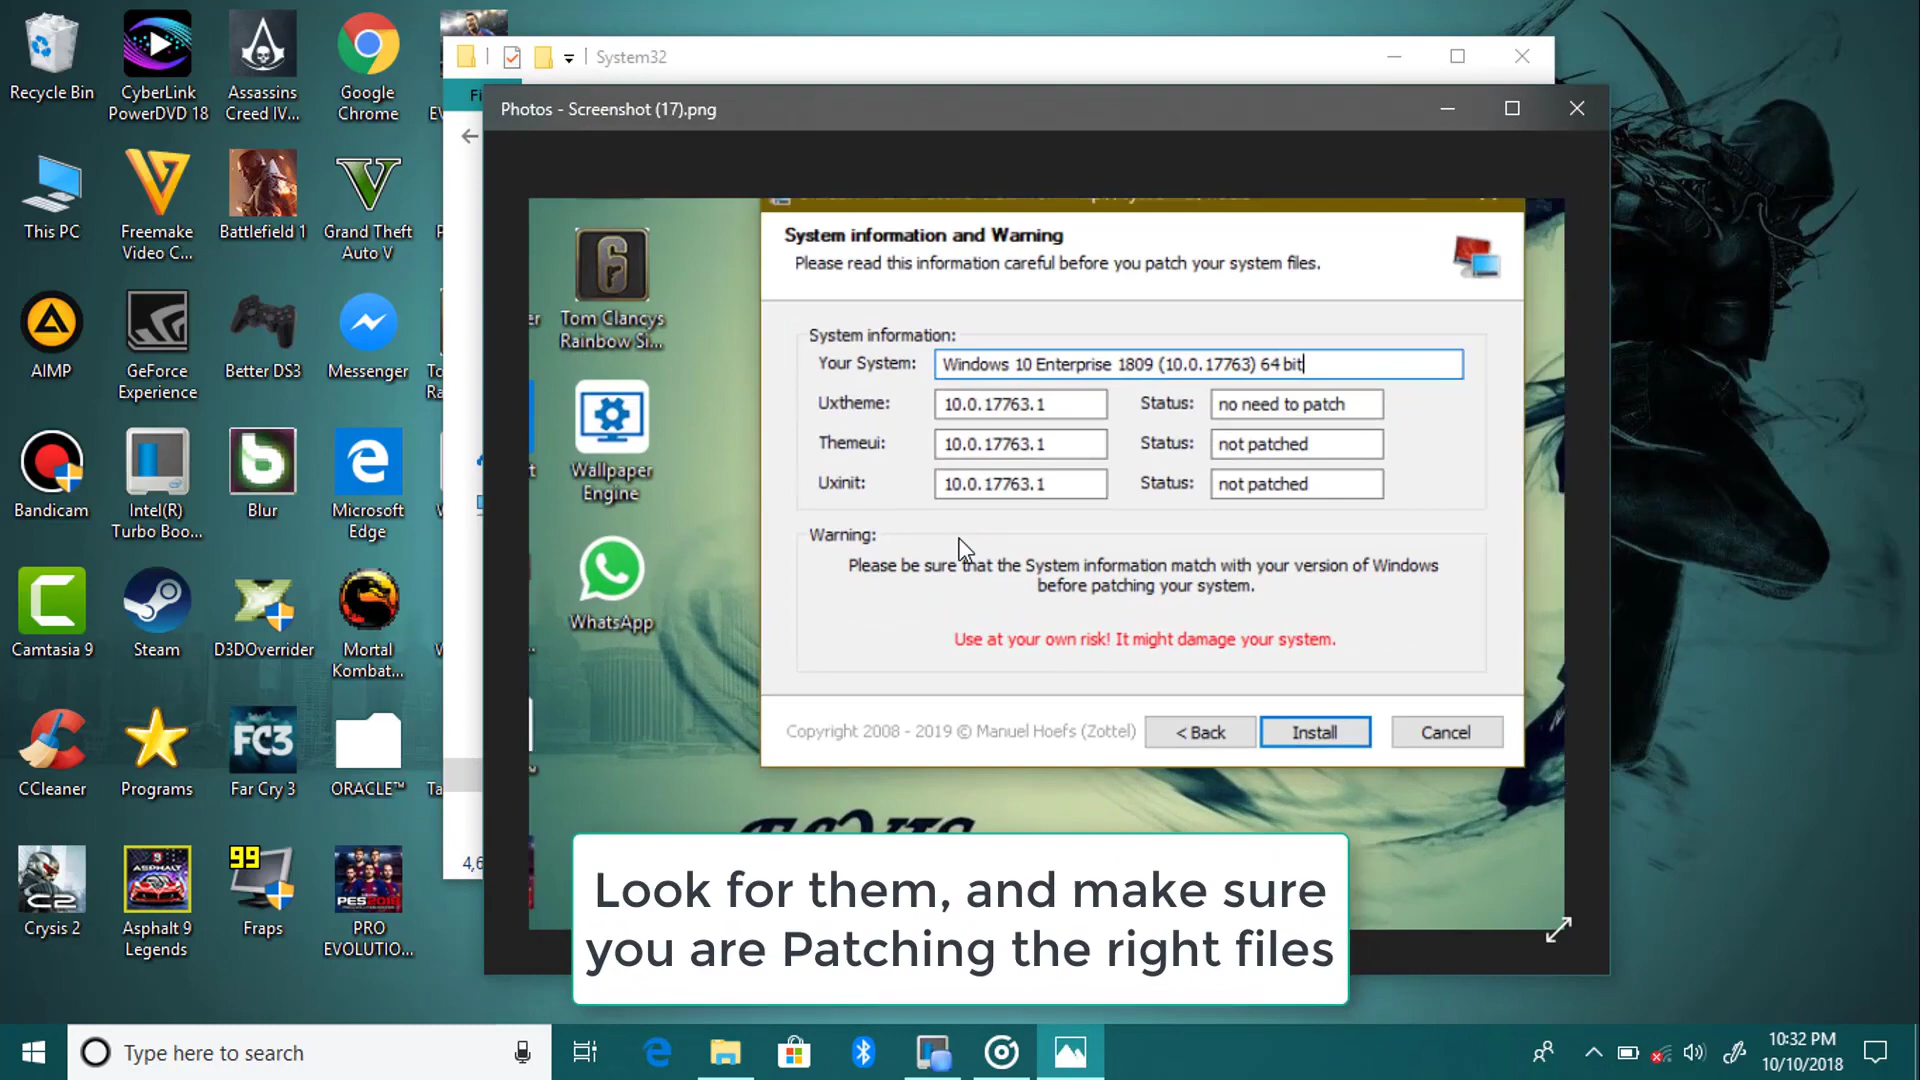 Recycle Bin
CyberLink
PowerDVD 18
Assassins
Creed IV...
Google
Chrome
This PC
Freemake
Video C...
Battlefield 1
Grand Theft
Auto V
AIMP
GeForce
Experience
Better DS3
Messenger
Bandicam
Intel(R)
Turbo Boo...
Blur
Microsoft
Edge
Camtasia 9
Steam
D3DOverrider
Mortal
Kombat...
CCleaner
Programs
FC3
Far Cry 3
ORACLE™
Crysis 2
Asphalt 9
Legends
99
Fraps
PRO
EVOLUTIO...
System32
Photos - Screenshot (17).png
Tom Clancys
Rainbow Si...
Wallpaper
Engine
WhatsApp
System information and Warning
Please read this information careful before you patch your system files.
System information:
Your System: Windows 10 Enterprise 1809 (10.0.17763) 64 bit
Uxtheme: 10.0.17763.1 Status: no need to patch
Themeui: 10.0.17763.1 Status: not patched
Uxinit: 10.0.17763.1 Status: not patched
Warning:
Please be sure that the System information match with your version of Windows
before patching your system.
Use at your own risk! It might damage your system.
Copyright 2008 - 2019 © Manuel Hoefs (Zottel) < Back Install Cancel
Look for them, and make sure
you are Patching the right files
Type here to search
10:32 PM
10/10/2018